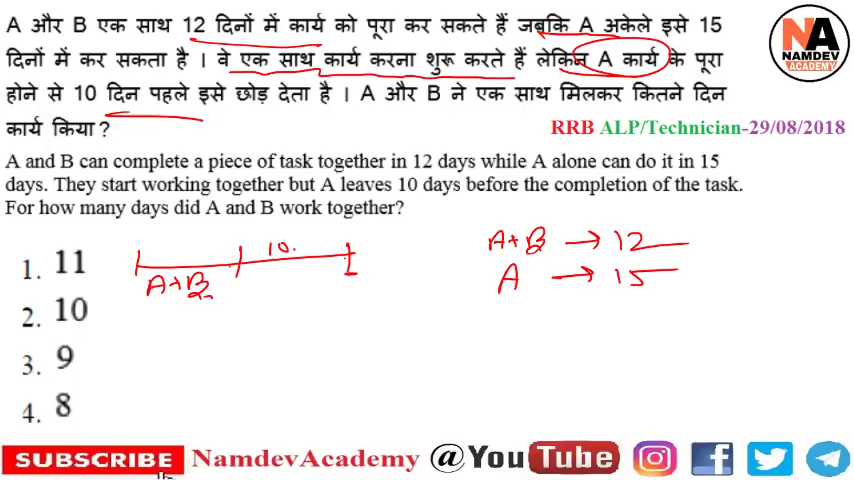 A और B एक साथ 12 दिनों में कार्य को पूरा कर सकते हैं जबकि A अकेले इसे 15
दिनों में कर सकता है । वे एक साथ कार्य करना शुरू करते हैं लेकिन A कार्य के पूरा
होने से 10 दिन पहले इसे छोड़ देता है । A और B ने एक साथ मिलकर कितने दिन
कार्य किया?
NA
NAMDEV
ACADEMY
RRB ALP/Technician-29/08/2018
A and B can complete a piece of task together in 12 days while A alone can do it in 15
days. They start working together but A leaves 10 days before the completion of the task.
For how many days did A and B work together?
1. 11
2. 10
3. 9
4. 8
10.
A+B
A+B → 12
A → 15
SUBSCRIBE NamdevAcademy @YouTube